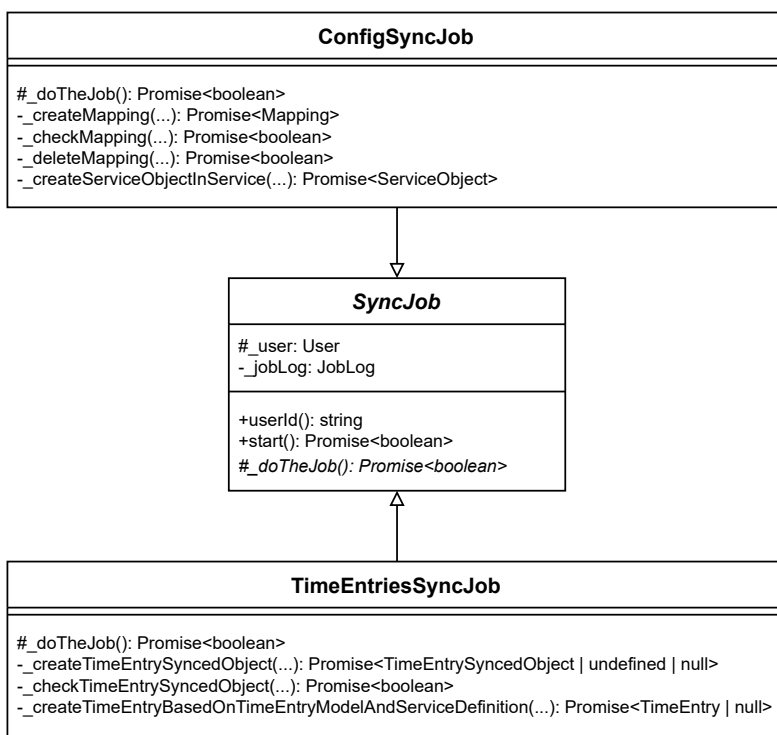 ConfigSyncJob
#_doTheJob(): Promise<boolean>
-_createMapping(...): Promise<Mapping>
-_checkMapping(...): Promise<boolean>
-_deleteMapping(...): Promise<boolean>
-_createServiceObjectInService(...): Promise<ServiceObject>
SyncJob
#_user: User
-_jobLog: JobLog
+userId(): string
+start(): Promise<boolean>
#_doTheJob(): Promise<boolean>
TimeEntriesSyncJob
#_doTheJob(): Promise<boolean>
-_createTimeEntrySyncedObject(...): Promise<TimeEntrySyncedObject | undefined | null>
-_checkTimeEntrySyncedObject(...): Promise<boolean>
-_createTimeEntryBasedOnTimeEntryModelAndServiceDefinition(...): Promise<TimeEntry | null>